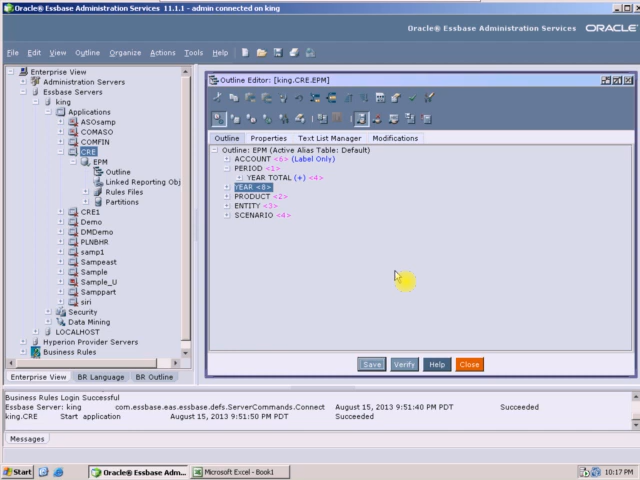 Oracle® Essbase Administration Services 11.1.1 - admin connected on king
Oracle® Essbase Administration Services ORACLE
File Edit View Outline Organize Actions Tools Help
Enterprise View
Administration Servers
Essbase Servers
king
Applications
ASOsamp
COMASO
COMFIN
CRE
EPM
Outline
Linked Reporting Obj
Rules Files
Partitions
CRE1
Demo
DMDemo
PLNBHR
samp1
Sampeast
Sample
Sample_U
Samppart
siri
Security
Data Mining
LOCALHOST
Hyperion Provider Servers
Business Rules
Enterprise View BR Language BR Outline
Outline Editor: [king.CRE.EPM]
Outline Properties Text List Manager Modifications
Outline: EPM (Active Alias Table: Default)
ACCOUNT <6> (Label Only)
PERIOD <1>
YEAR TOTAL (+) <4>
YEAR <8>
PRODUCT <2>
ENTITY <3>
SCENARIO <4>
Save Verify Help Close
Business Rules Login Successful
Essbase Server: king com.essbase.eas.essbase.defs.ServerCommands.Connect August 15, 2013 9:51:40 PM PDT Succeeded
king.CRE Start application August 15, 2013 9:51:50 PM PDT Succeeded
Messages
Start Oracle® Essbase Adm... Microsoft Excel - Book1 10:17 PM